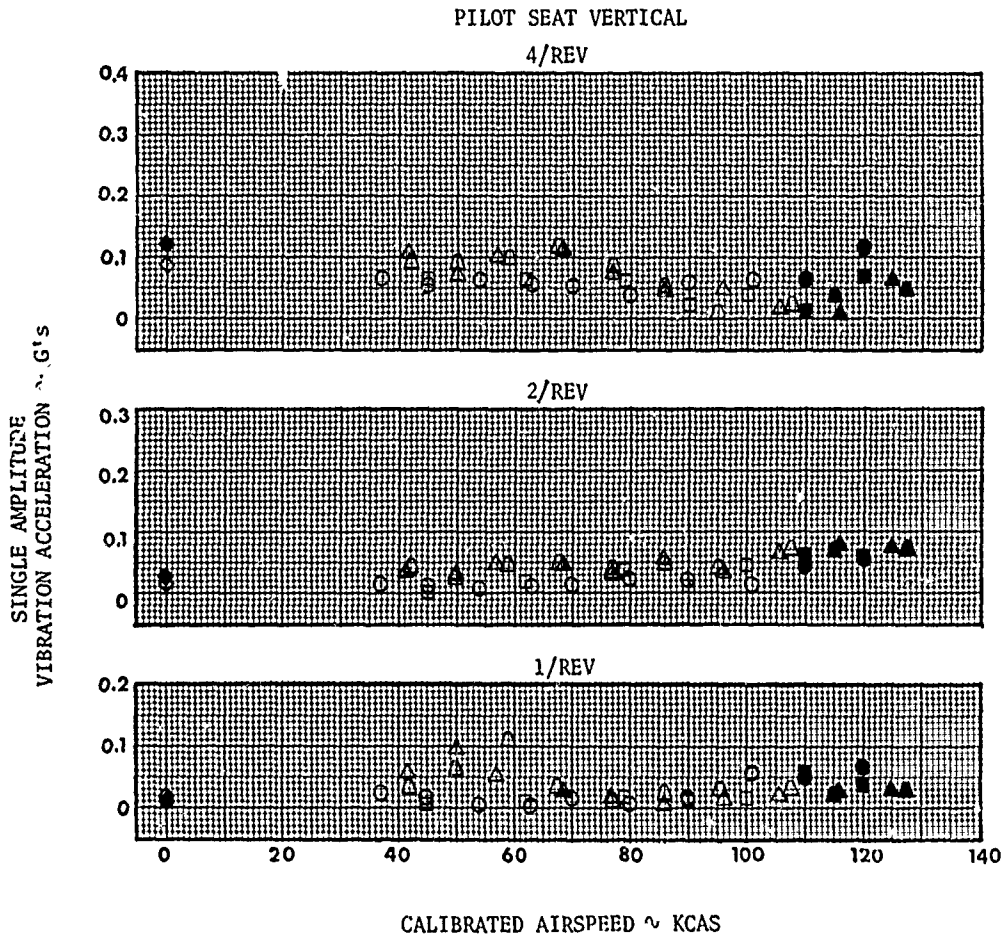 PILOT SEAT VERTICAL
4/REV
0.4
0.3
0.2
0.1
0
2/REV
0.3
0.2
0.1
0
1/REV
0.2
0.1
0
SINGLE AMPLITUDE
VIBRATION ACCELERATION ~ G's
0 20 40 60 80 100 120 140
CALIBRATED AIRSPEED ~ KCAS